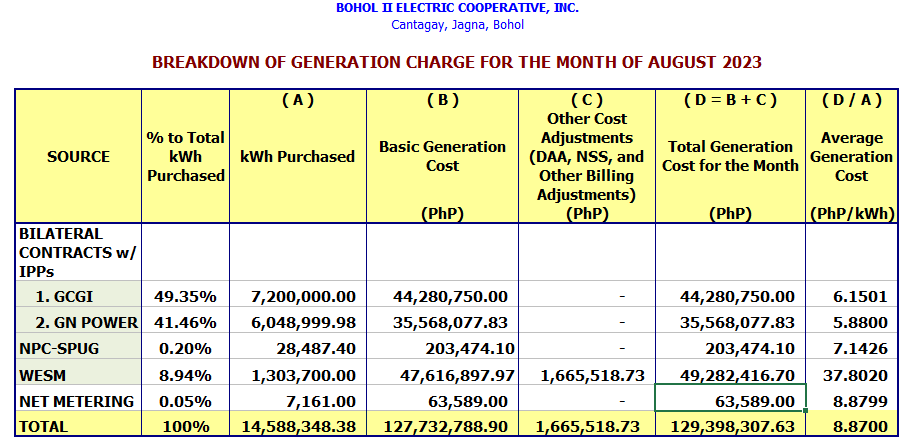 BOHOL II ELECTRIC COOPERATIVE, INC.
Cantagay, Jagna, Bohol
BREAKDOWN OF GENERATION CHARGE FOR THE MONTH OF AUGUST 2023
SOURCE
% to Total
kWh
Purchased
( A )
kWh Purchased
( B )
Basic Generation
Cost
(PhP)
( C )
Other Cost
Adjustments
(DAA, NSS, and
Other Billing
Adjustments)
(PhP)
( D = B + C )
Total Generation
Cost for the Month
(PhP)
( D / A )
Average
Generation
Cost
(PhP/kWh)
BILATERAL
CONTRACTS w/
IPPs
1. GCGI 49.35% 7,200,000.00 44,280,750.00 - 44,280,750.00 6.1501
2. GN POWER 41.46% 6,048,999.98 35,568,077.83 - 35,568,077.83 5.8800
NPC-SPUG 0.20% 28,487.40 203,474.10 - 203,474.10 7.1426
WESM 8.94% 1,303,700.00 47,616,897.97 1,665,518.73 49,282,416.70 37.8020
NET METERING 0.05% 7,161.00 63,589.00 - 63,589.00 8.8799
TOTAL 100% 14,588,348.38 127,732,788.90 1,665,518.73 129,398,307.63 8.8700